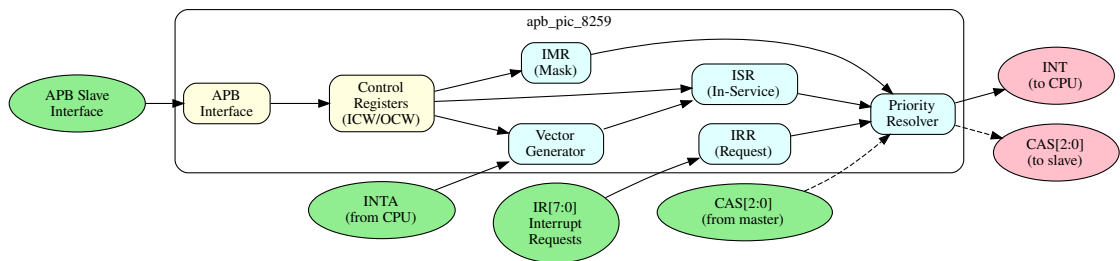 apb_pic_8259
APB Slave
Interface
APB
Interface
Control
Registers
(ICW/OCW)
IMR
(Mask)
Vector
Generator
ISR
(In-Service)
IRR
(Request)
Priority
Resolver
INT
(to CPU)
CAS[2:0]
(to slave)
INTA
(from CPU)
IR[7:0]
Interrupt
Requests
CAS[2:0]
(from master)